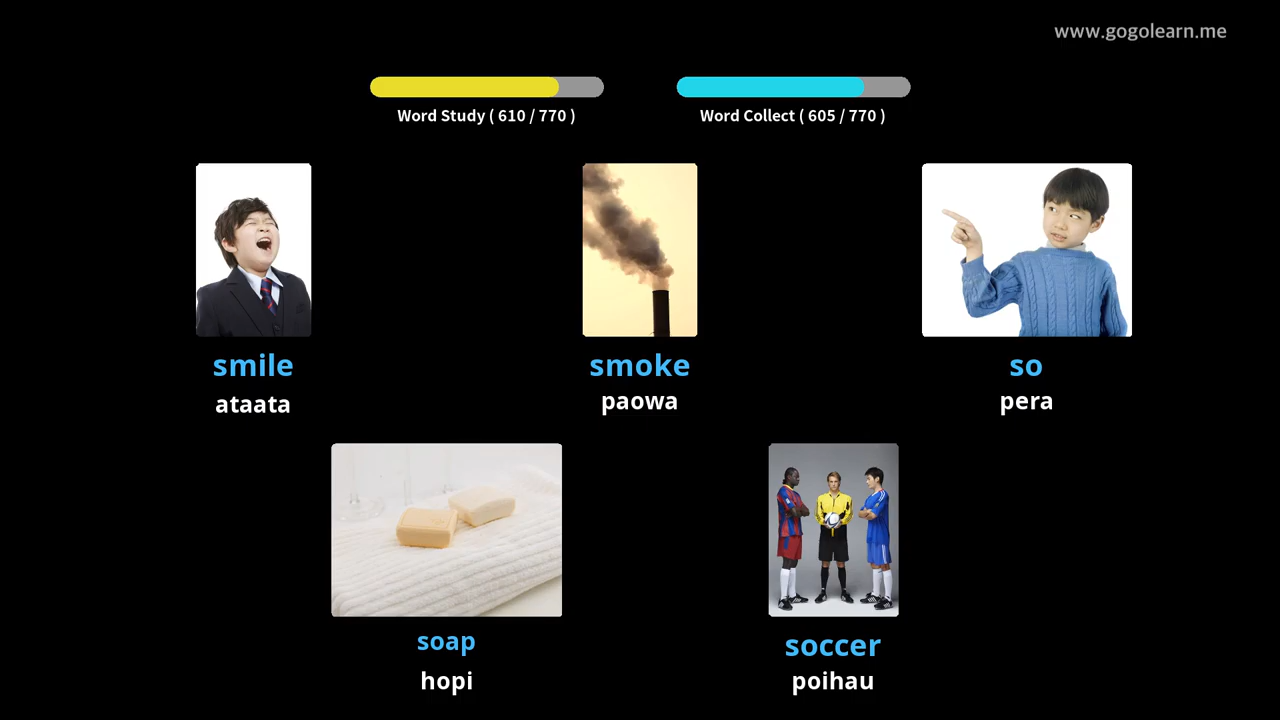 www.gogolearn.me
Word Study ( 610 / 770 )
Word Collect ( 605 / 770 )
smile
ataata
smoke
paowa
so
pera
soap
hopi
soccer
poihau